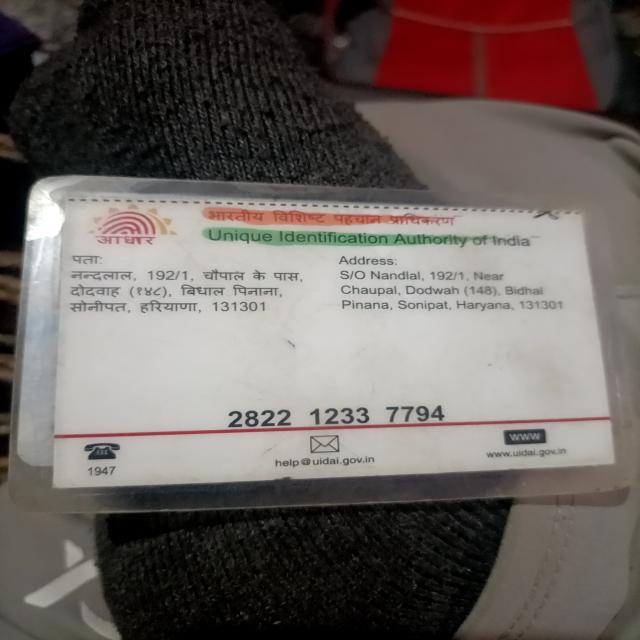 आधार
भारतीय विशिष्ट पहचान प्राधिकरण
Unique Identification Authority of India
पता:
नन्दलाल, 192/1, चौपाल के पास,
दोदवाह (१४८), बिधाल पिनाना,
सोनीपत, हरियाणा, 131301
Address:
S/O Nandlal, 192/1, Near
Chaupal, Dodwah (148), Bidhal
Pinana, Sonipat, Haryana, 131301
2822 1233 7794
1947
help@uidai.gov.in
WWW
www.uidai.gov.in